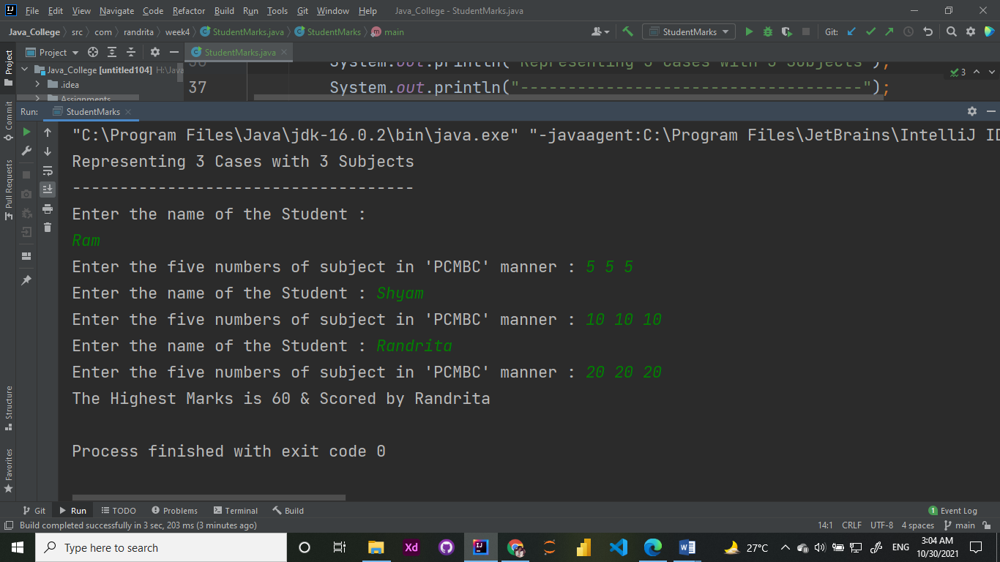 File Edit View Navigate Code Refactor Build Run Tools Git Window Help Java_College - StudentMarks.java
Java_College src com randrita week4 StudentMarks.java StudentMarks main StudentMarks Git:
Project StudentMarks.java
Java_College [untitled104] H:\Java
.idea
Assignments
36 System.out.println("Representing 3 Cases with 3 Subjects");
37 System.out.println("------------------------------------");
3
Project
Commit
Pull Requests
Structure
Favorites
Run: StudentMarks
"C:\Program Files\Java\jdk-16.0.2\bin\java.exe" "-javaagent:C:\Program Files\JetBrains\IntelliJ ID
Representing 3 Cases with 3 Subjects
------------------------------------
Enter the name of the Student :
Ram
Enter the five numbers of subject in 'PCMBC' manner : 5 5 5
Enter the name of the Student : Shyam
Enter the five numbers of subject in 'PCMBC' manner : 10 10 10
Enter the name of the Student : Randrita
Enter the five numbers of subject in 'PCMBC' manner : 20 20 20
The Highest Marks is 60 & Scored by Randrita
Process finished with exit code 0
Git Run TODO Problems Terminal Build 1 Event Log
Build completed successfully in 3 sec, 203 ms (3 minutes ago) 14:1 CRLF UTF-8 4 spaces main
Type here to search Xd 27°C ENG 3:04 AM
10/30/2021